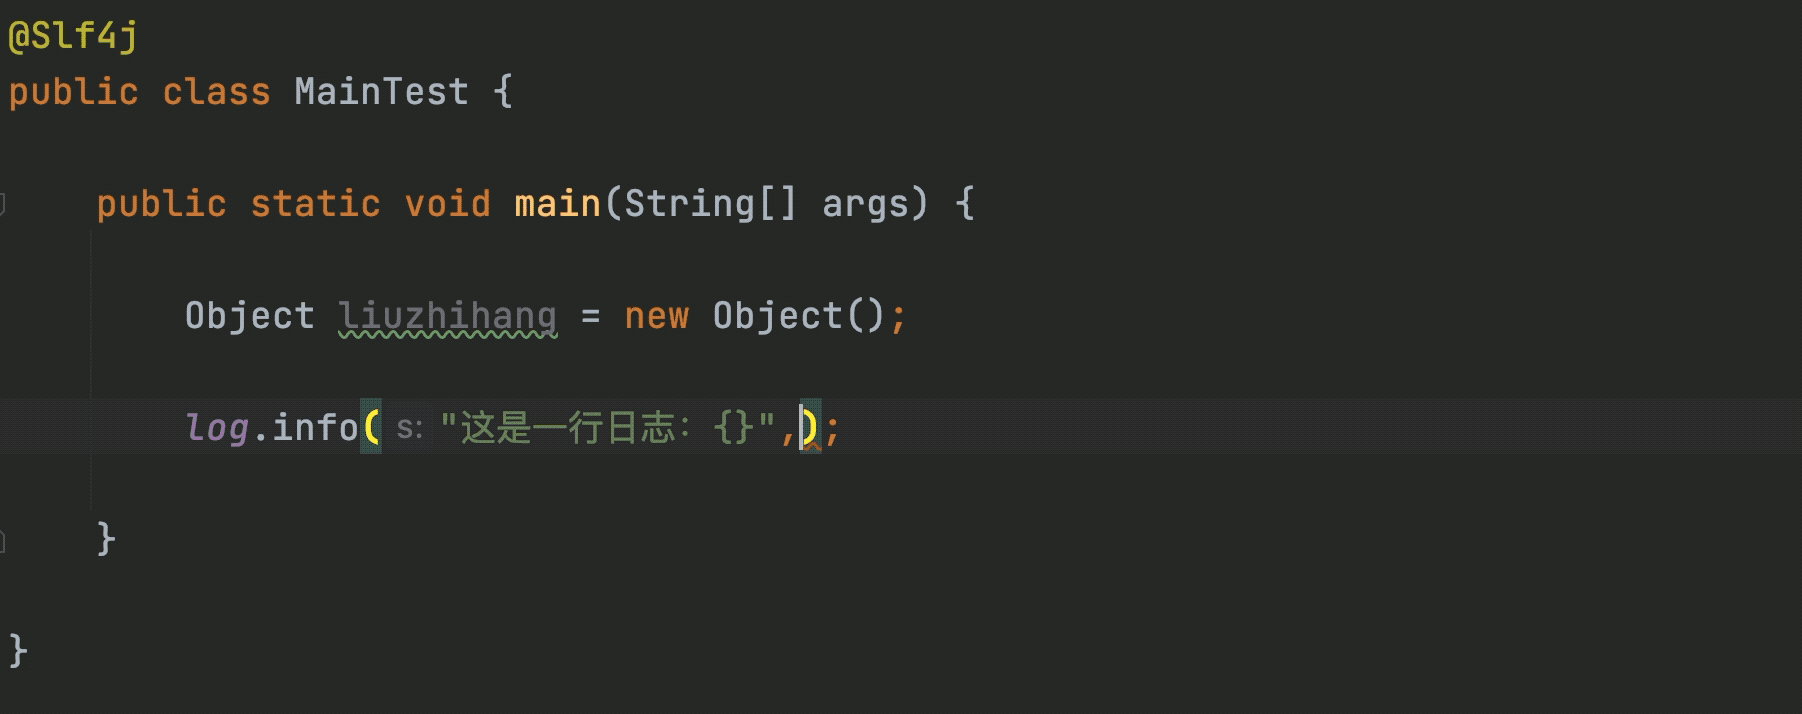 @Slf4j
public class MainTest {
public static void main(String[] args) {
Object liuzhihang = new Object();
log.info( s: "这是一行日志：{}",);
}
}